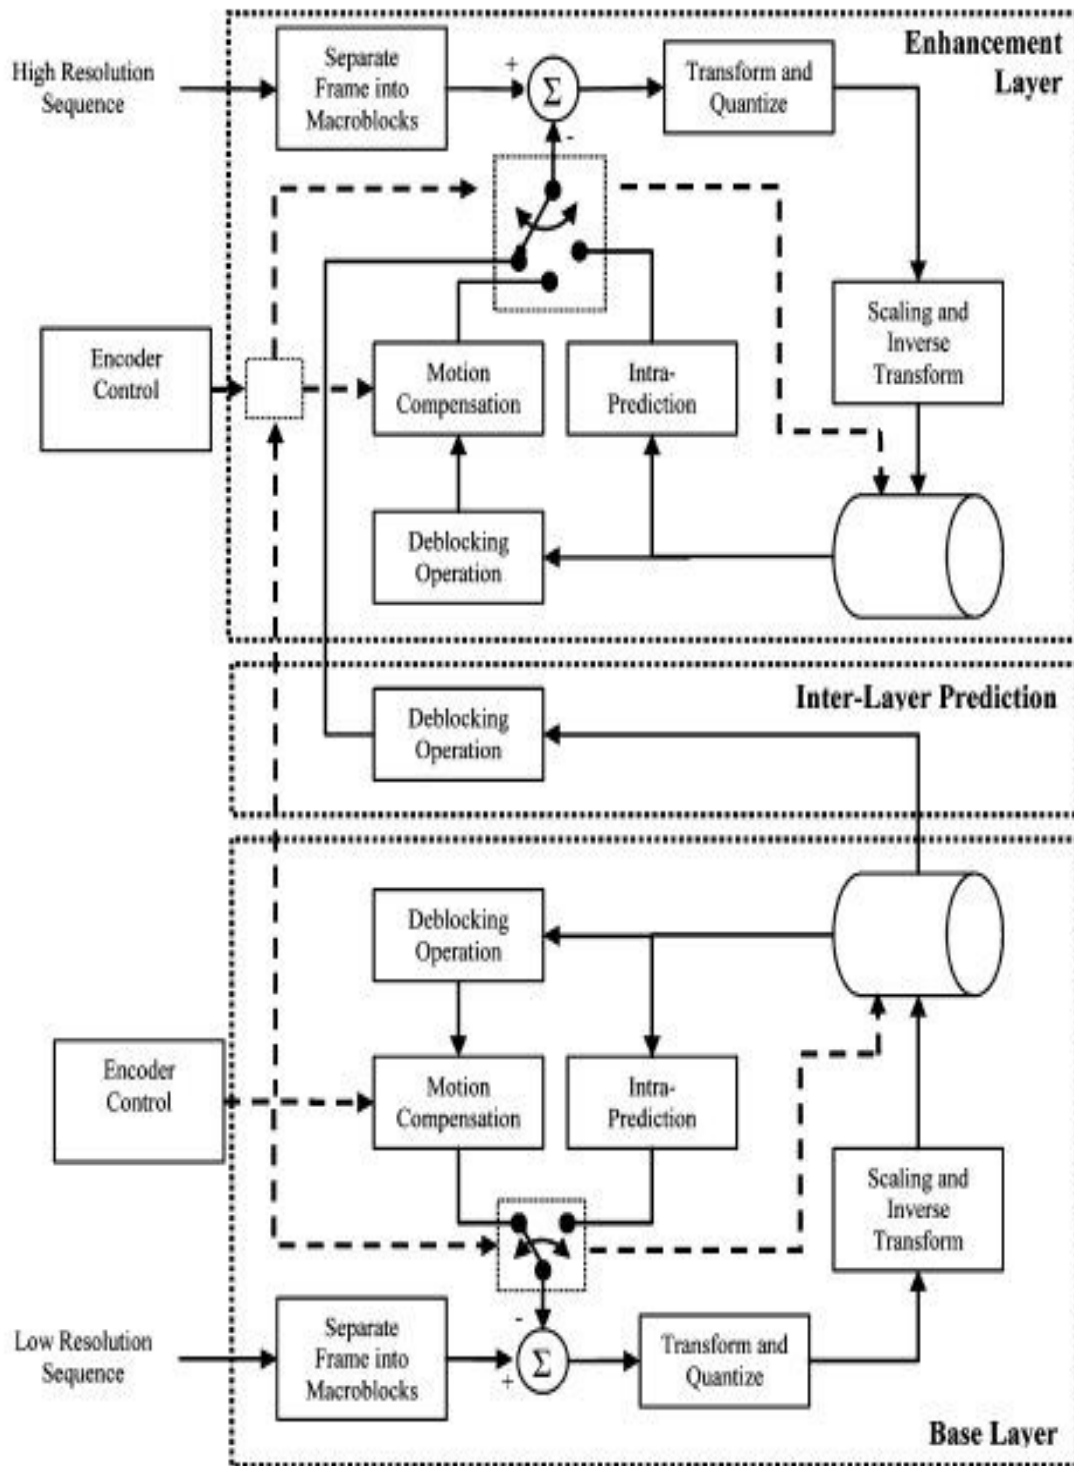 Enhancement
Layer
High Resolution
Sequence
Separate
Frame into
Macroblocks
+
Σ
-
Transform and
Quantize
Scaling and
Inverse
Transform
Encoder
Control
Motion
Compensation
Intra-
Prediction
Deblocking
Operation
Inter-Layer Prediction
Deblocking
Operation
Deblocking
Operation
Encoder
Control
Motion
Compensation
Intra-
Prediction
Scaling and
Inverse
Transform
Low Resolution
Sequence
Separate
Frame into
Macroblocks
-
+
Σ
Transform and
Quantize
Base Layer